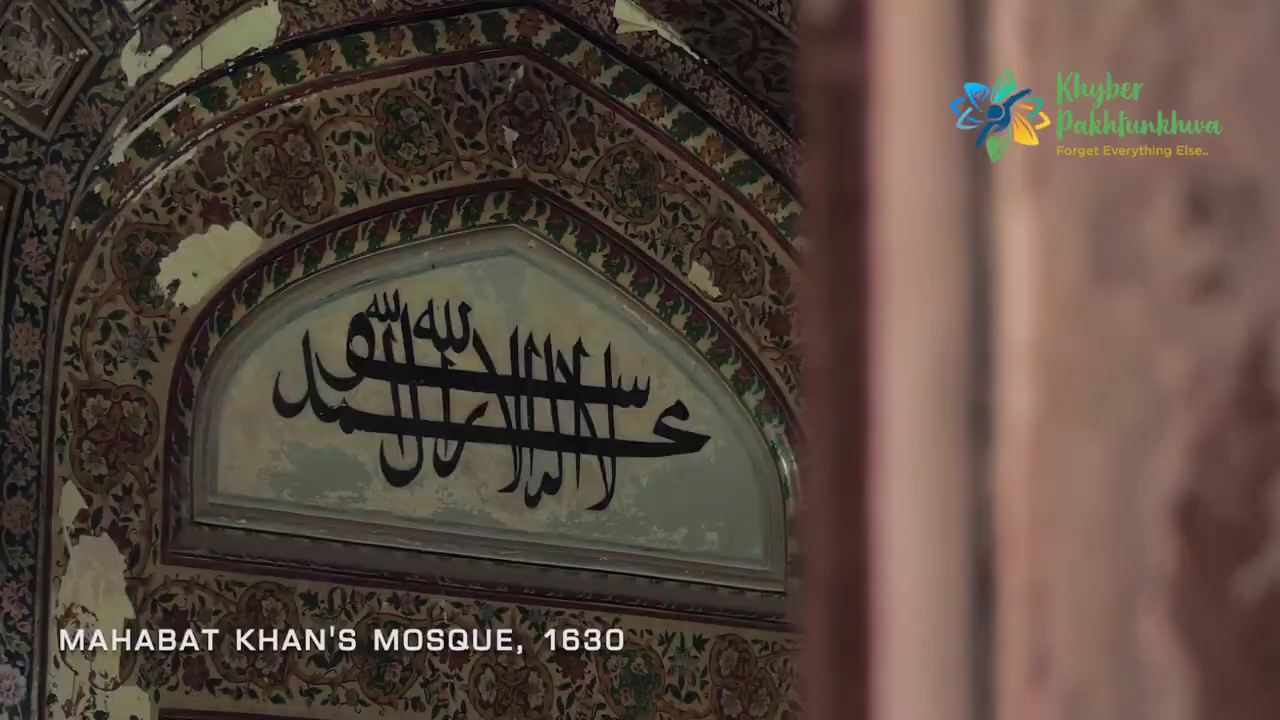 Khyber
Pakhtunkhwa
Forget Everything Else..
لا اله الا الله محمد رسول الله
MAHABAT KHAN'S MOSQUE, 1630